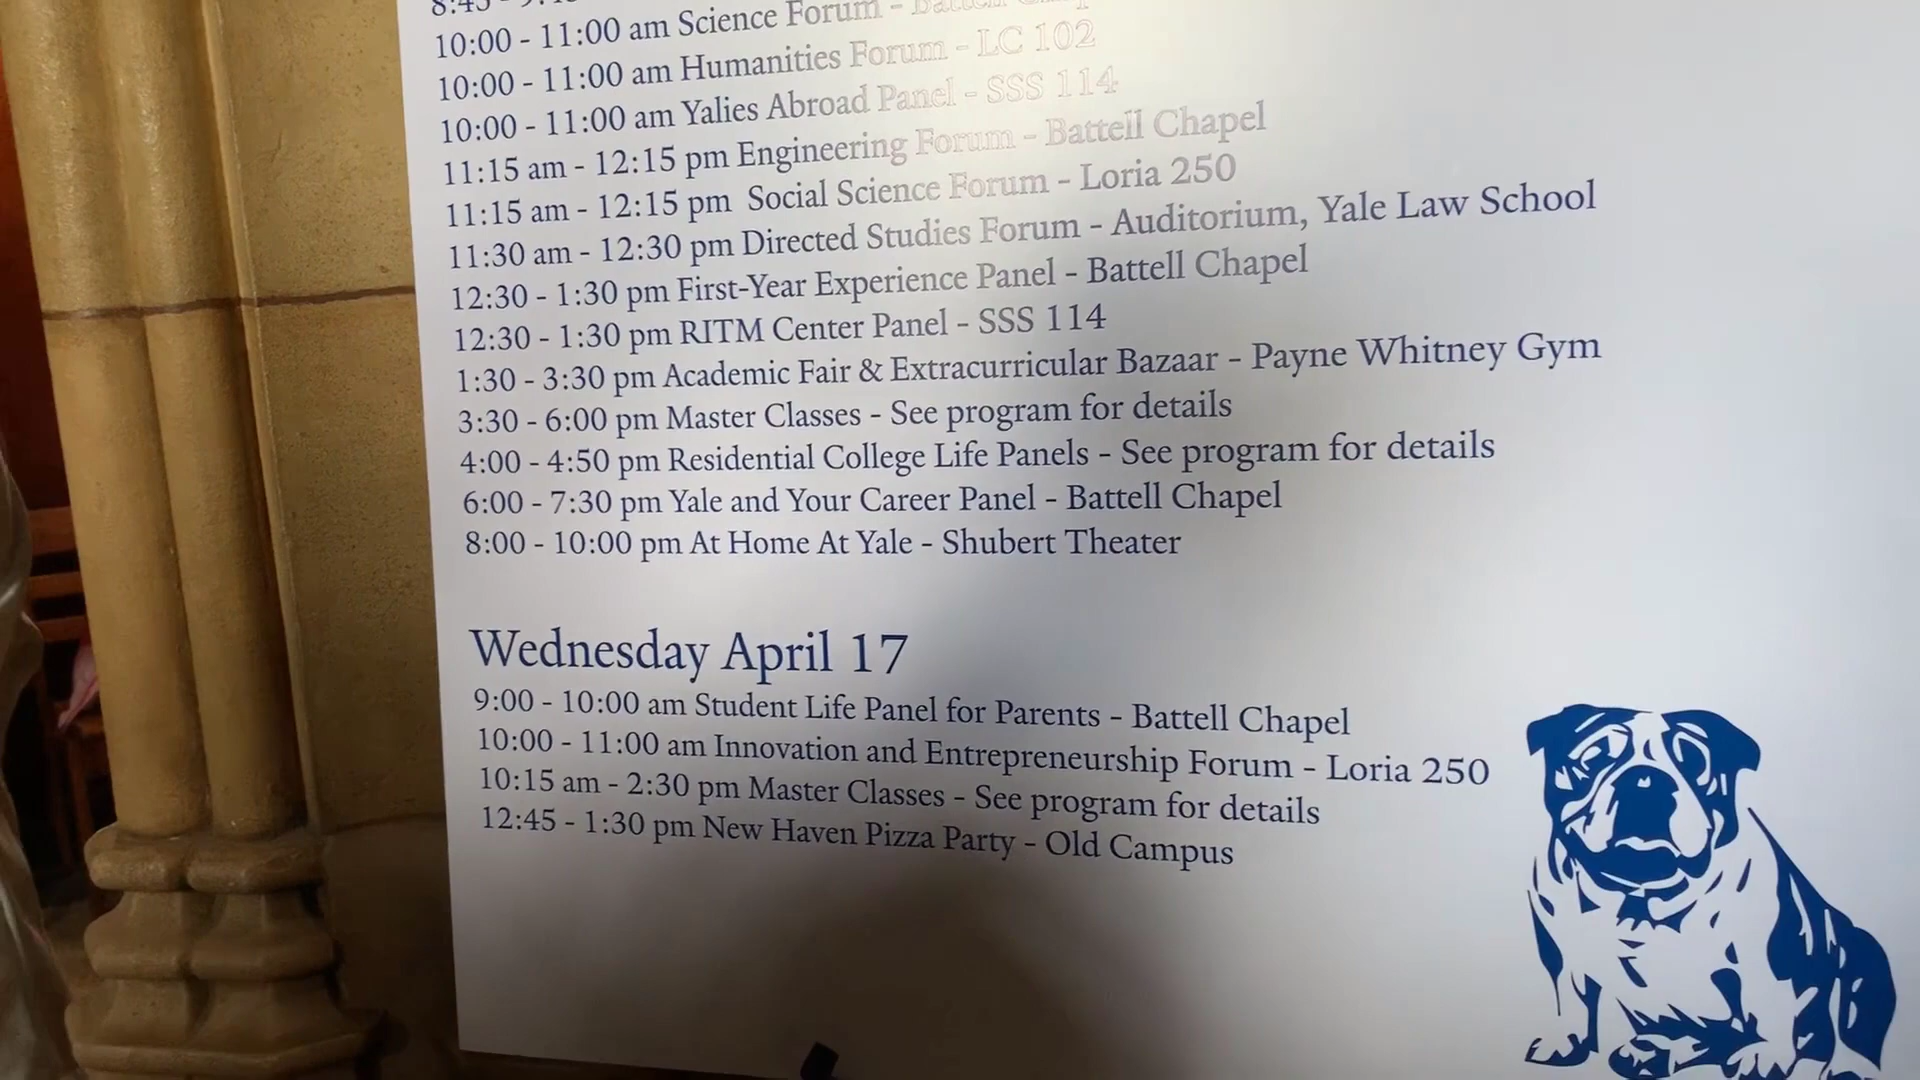 10:00 - 11:00 am Science Forum - Battell
10:00 - 11:00 am Humanities Forum - LC 102
10:00 - 11:00 am Yalies Abroad Panel - SSS 114
11:15 am - 12:15 pm Engineering Forum - Battell Chapel
11:15 am - 12:15 pm Social Science Forum - Loria 250
11:30 am - 12:30 pm Directed Studies Forum - Auditorium, Yale Law School
12:30 - 1:30 pm First-Year Experience Panel - Battell Chapel
12:30 - 1:30 pm RITM Center Panel - SSS 114
1:30 - 3:30 pm Academic Fair & Extracurricular Bazaar - Payne Whitney Gym
3:30 - 6:00 pm Master Classes - See program for details
4:00 - 4:50 pm Residential College Life Panels - See program for details
6:00 - 7:30 pm Yale and Your Career Panel - Battell Chapel
8:00 - 10:00 pm At Home At Yale - Shubert Theater
Wednesday April 17
9:00 - 10:00 am Student Life Panel for Parents - Battell Chapel
10:00 - 11:00 am Innovation and Entrepreneurship Forum - Loria 250
10:15 am - 2:30 pm Master Classes - See program for details
12:45 - 1:30 pm New Haven Pizza Party - Old Campus